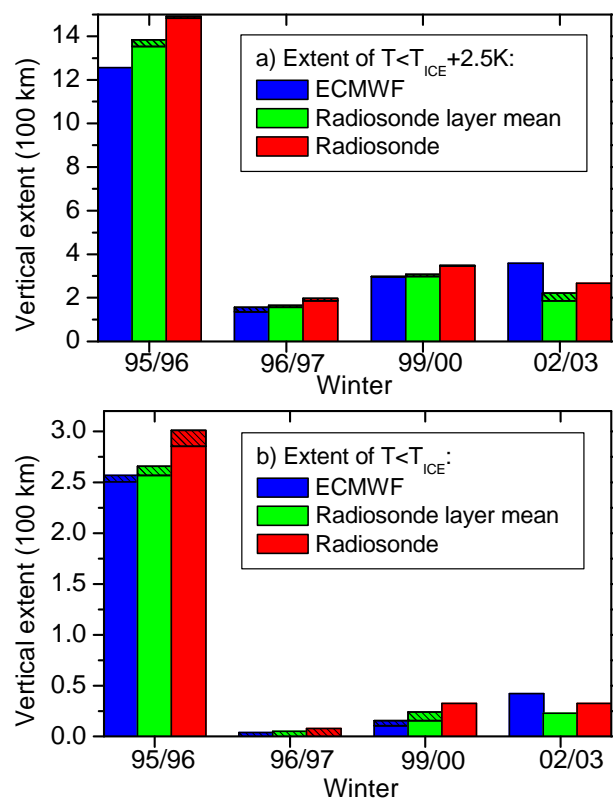 14
12
10
8
6
4
2
0
Vertical extent (100 km)
a) Extent of T<T_ICE+2.5K:
ECMWF
Radiosonde layer mean
Radiosonde
95/96 96/97 99/00 02/03
Winter
3.0
2.5
2.0
1.5
1.0
0.5
0.0
Vertical extent (100 km)
b) Extent of T<T_ICE:
ECMWF
Radiosonde layer mean
Radiosonde
95/96 96/97 99/00 02/03
Winter